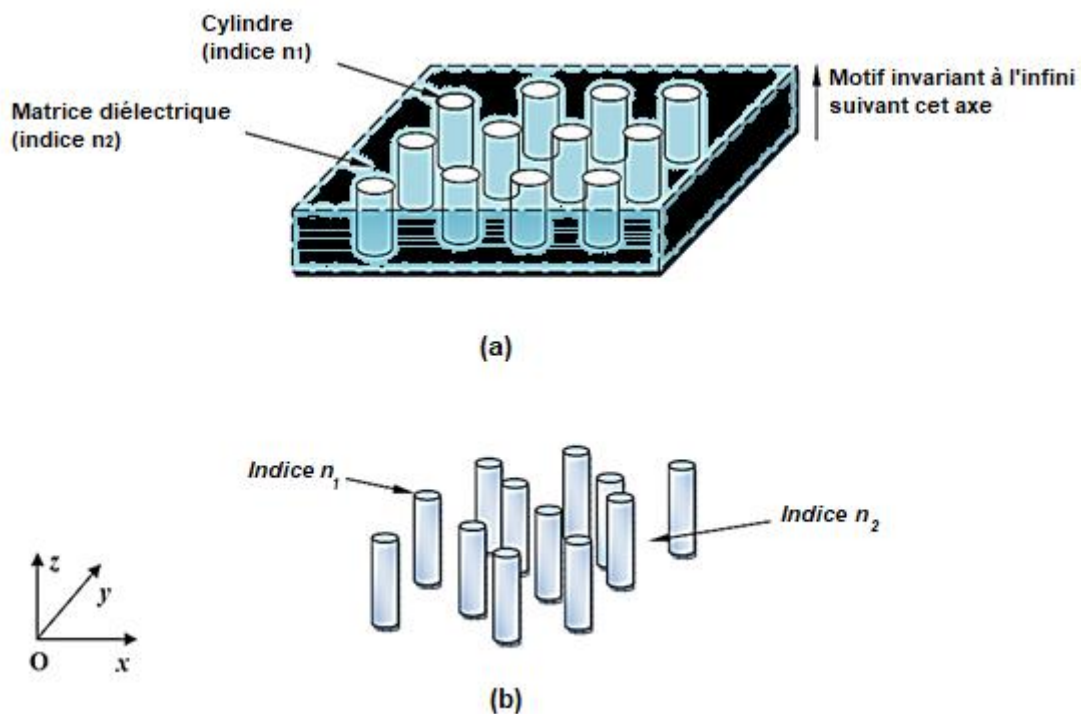 Cylindre
(indice n1)
Matrice diélectrique
(indice n2)
Motif invariant à l'infini
suivant cet axe
(a)
Indice n1
Indice n2
z
y
O
x
(b)